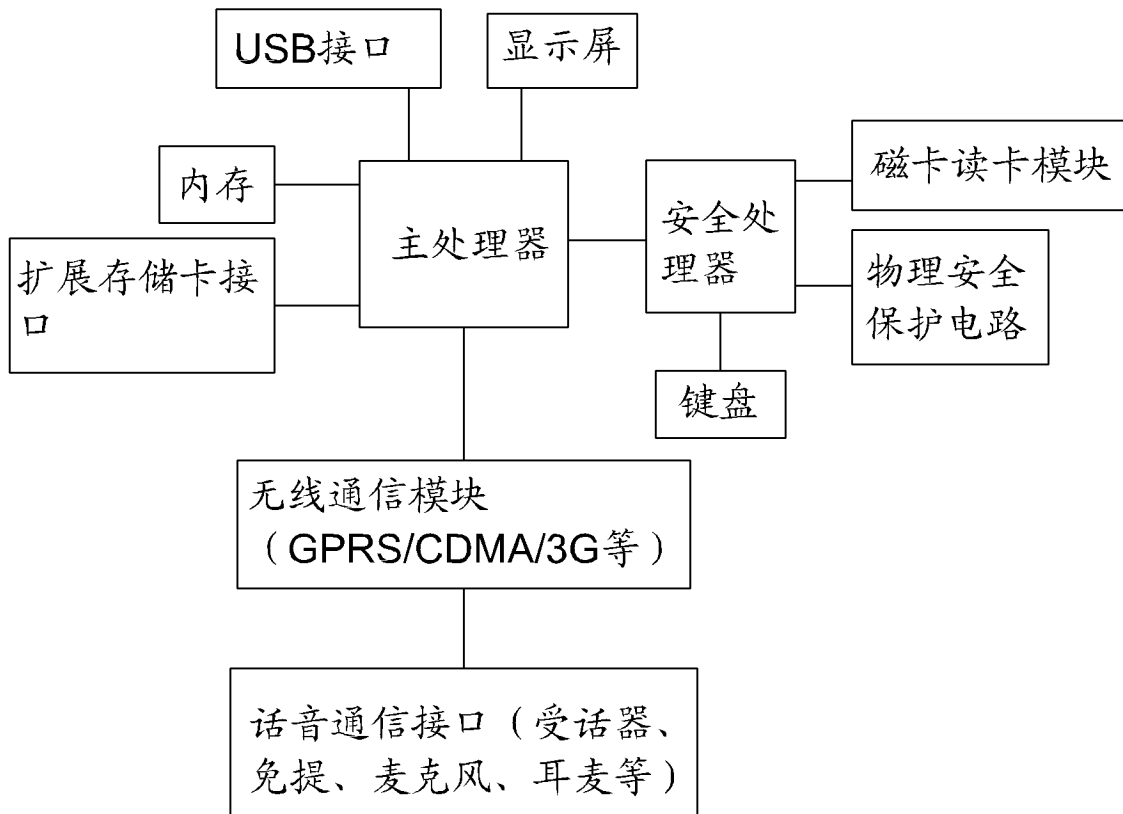 USB接口
显示屏
内存
磁卡读卡模块
主处理器
安全处
理器
扩展存储卡接
口
物理安全
保护电路
键盘
无线通信模块
（GPRS/CDMA/3G等）
话音通信接口（受话器、
免提、麦克风、耳麦等）